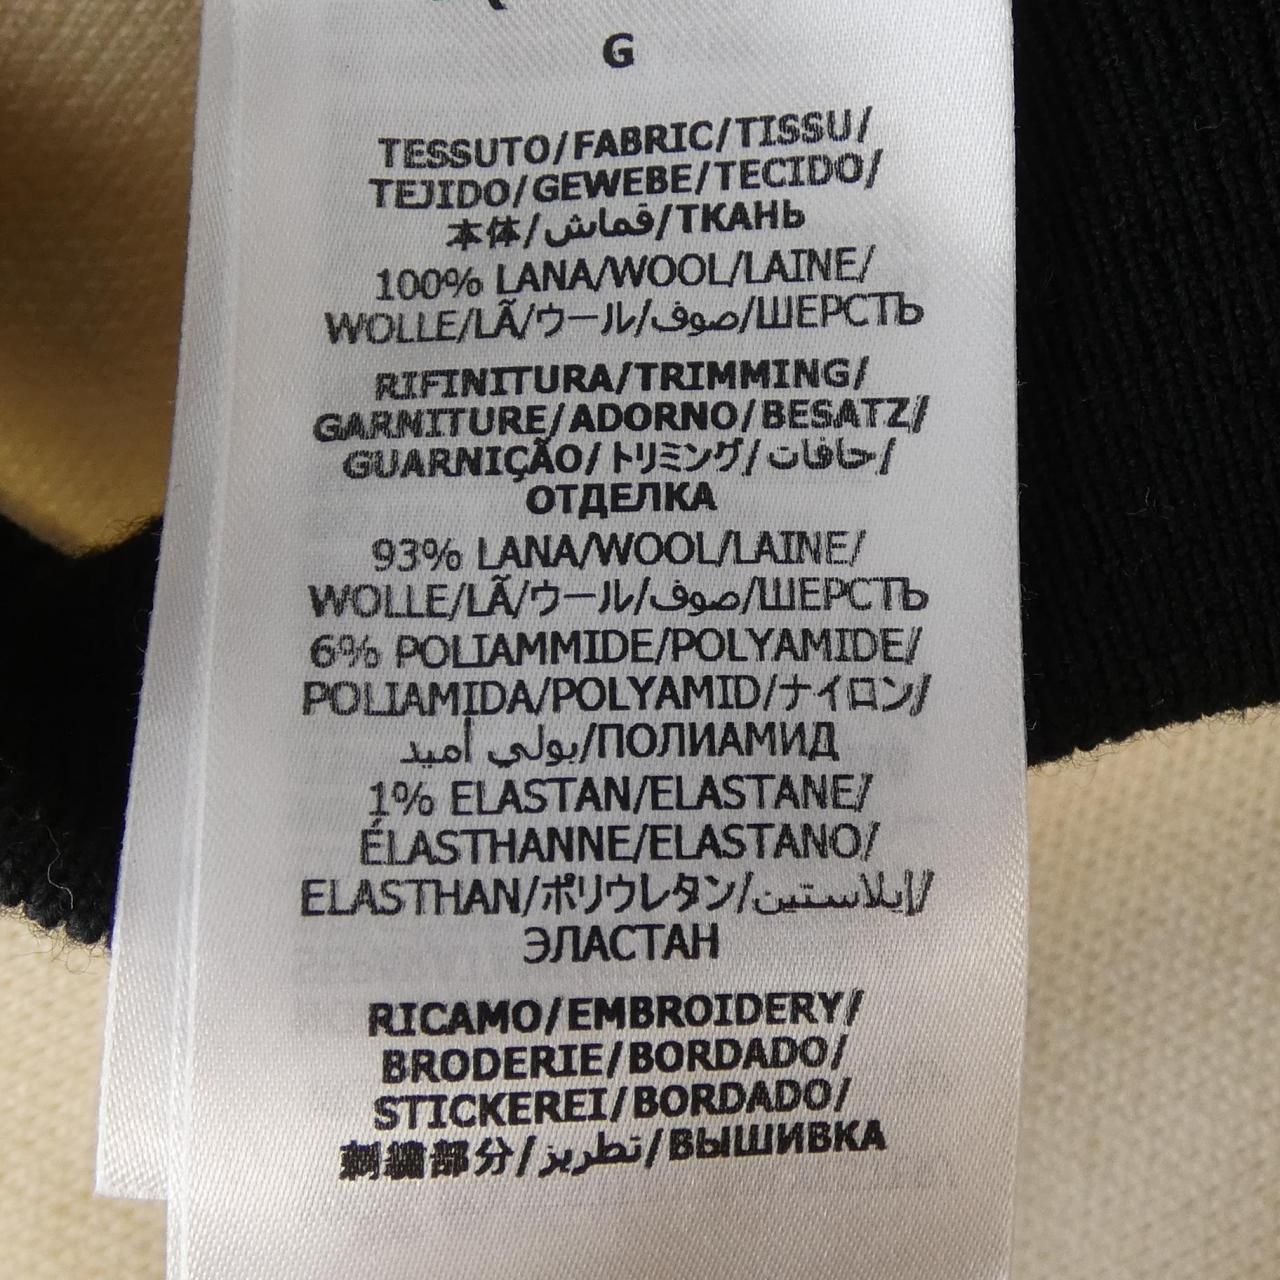 G
TESSUTO/FABRIC/TISSU/
TEJIDO/GEWEBE/TECIDO/
本体/قماش/ТКАНЬ
100% LANA/WOOL/LAINE/
WOLLE/LÃ/ウール/صوف/ШЕРСТЬ
RIFINITURA/TRIMMING/
GARNITURE/ADORNO/BESATZ/
GUARNIÇÃO/トリミング/حافات/
ОТДЕЛКА
93% LANA/WOOL/LAINE/
WOLLE/LÃ/ウール/صوف/ШЕРСТЬ
6% POLIAMMIDE/POLYAMIDE/
POLIAMIDA/POLYAMID/ナイロン/
بولي أميد/ПОЛИАМИД
1% ELASTAN/ELASTANE/
ÉLASTHANNE/ELASTANO/
ELASTHAN/ポリウレタン/إيلاستين/
ЭЛАСТАН
RICAMO/EMBROIDERY/
BRODERIE/BORDADO/
STICKEREI/BORDADO/
刺繍部分/تطريز/ВЫШИВКА